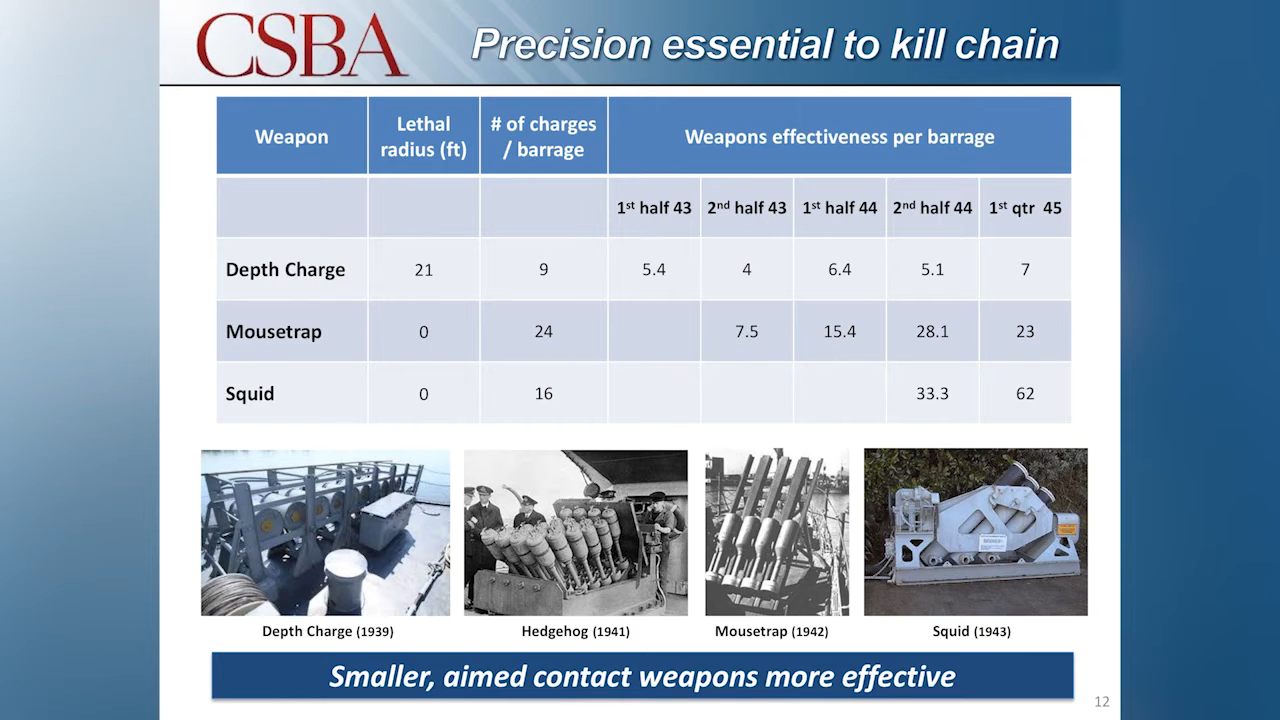 CSBA
Precision essential to kill chain
Weapon
Lethal
radius (ft)
# of charges
/ barrage
Weapons effectiveness per barrage
1st half 43 2nd half 43 1st half 44 2nd half 44 1st qtr 45
Depth Charge 21 9 5.4 4 6.4 5.1 7
Mousetrap 0 24 7.5 15.4 28.1 23
Squid 0 16 33.3 62
Depth Charge (1939) Hedgehog (1941) Mousetrap (1942) Squid (1943)
Smaller, aimed contact weapons more effective
12